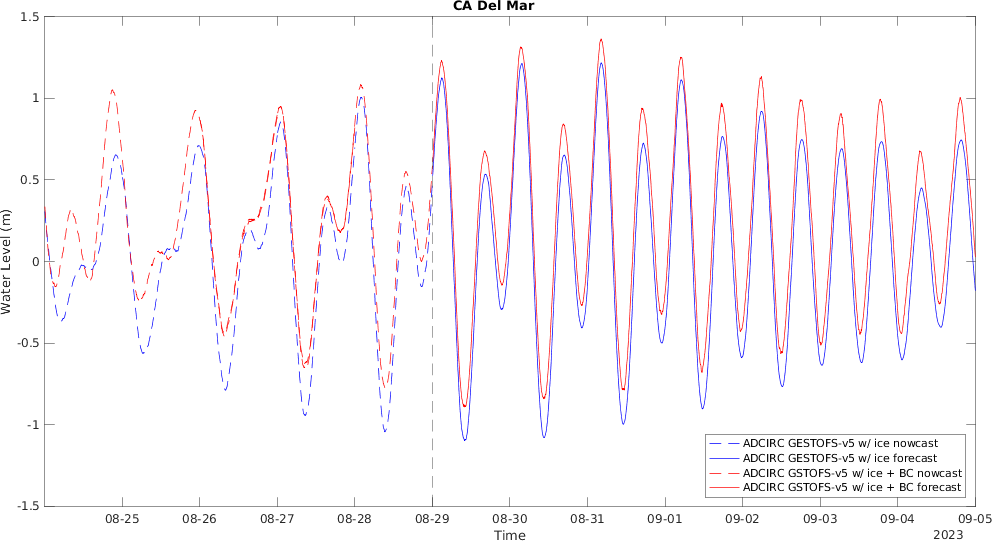 CA Del Mar
1.5
1
0.5
0
-0.5
-1
-1.5
Water Level (m)
ADCIRC GESTOFS-v5 w/ ice nowcast
ADCIRC GESTOFS-v5 w/ ice forecast
ADCIRC GSTOFS-v5 w/ ice + BC nowcast
ADCIRC GSTOFS-v5 w/ ice + BC forecast
08-25 08-26 08-27 08-28 08-29 08-30 08-31 09-01 09-02 09-03 09-04 09-05
Time
2023